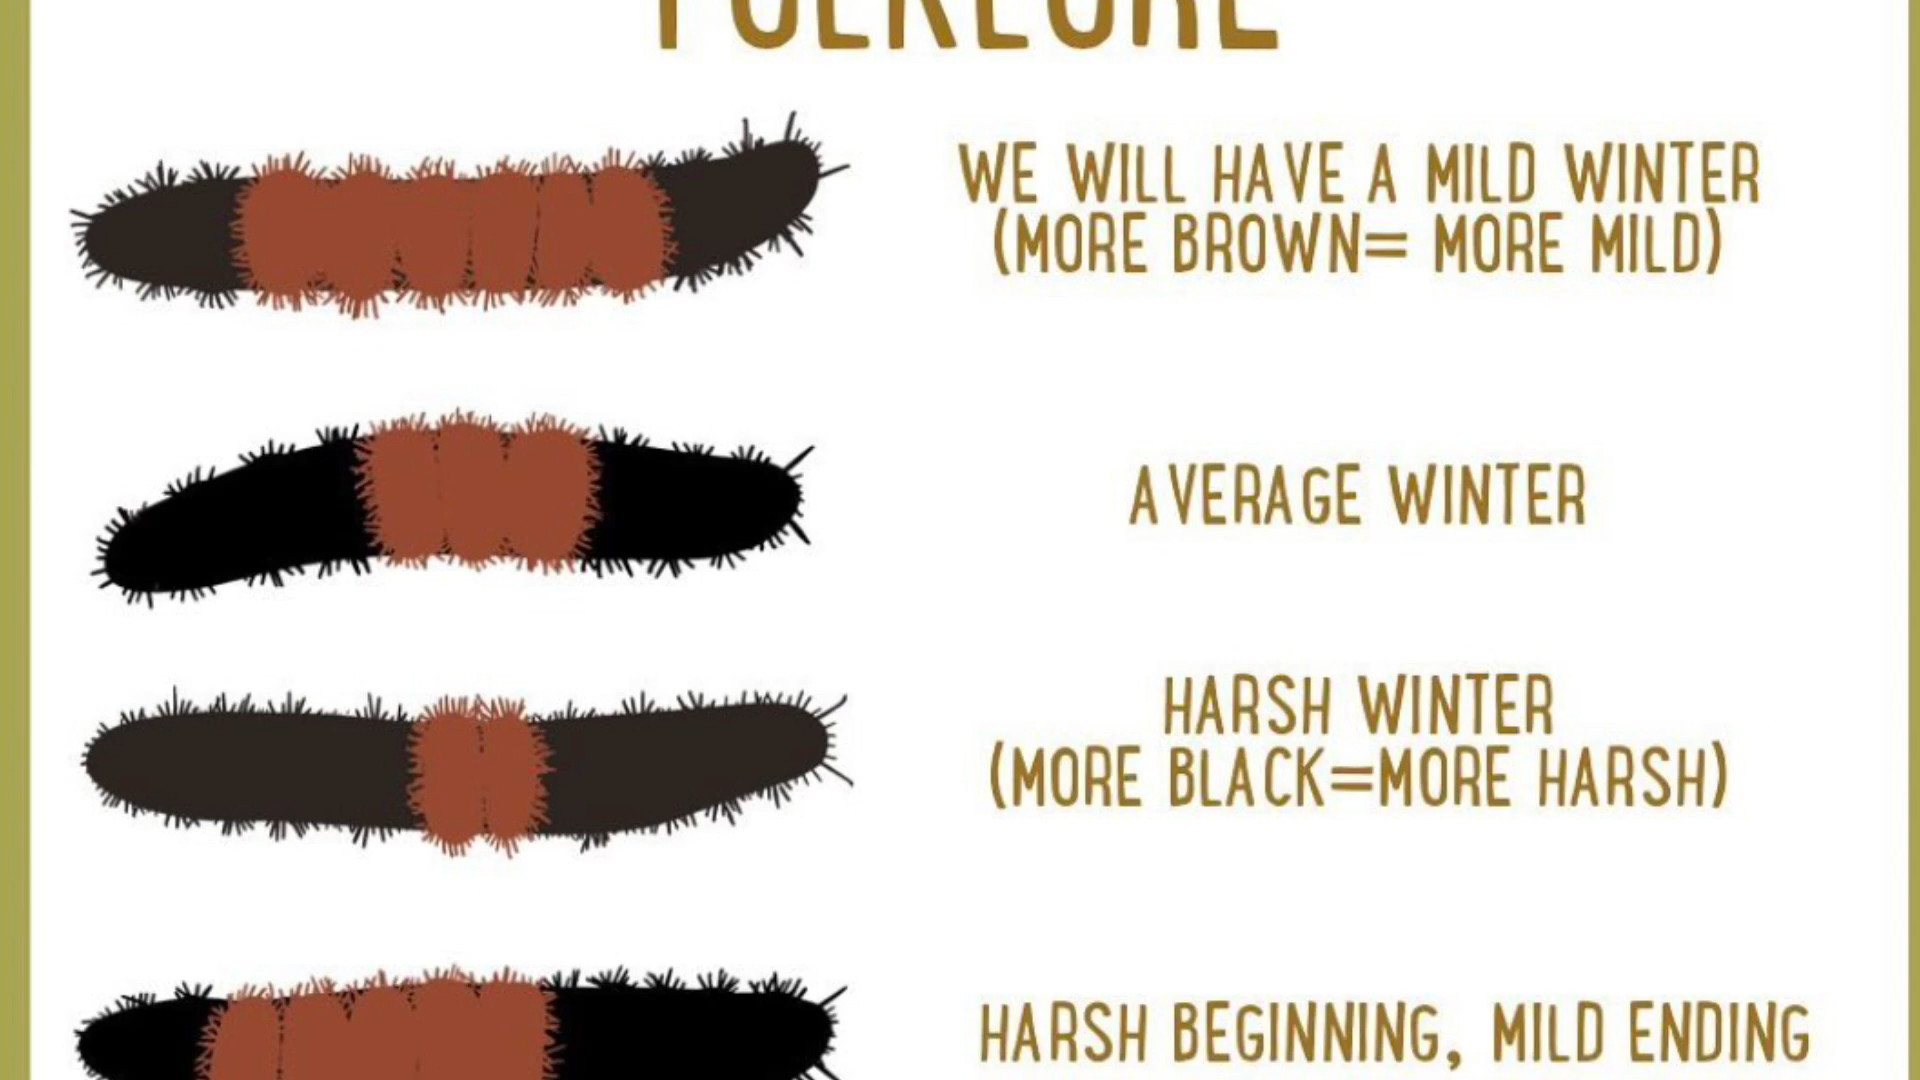 FOLKLORE
WE WILL HAVE A MILD WINTER
(MORE BROWN= MORE MILD)
AVERAGE WINTER
HARSH WINTER
(MORE BLACK=MORE HARSH)
HARSH BEGINNING, MILD ENDING